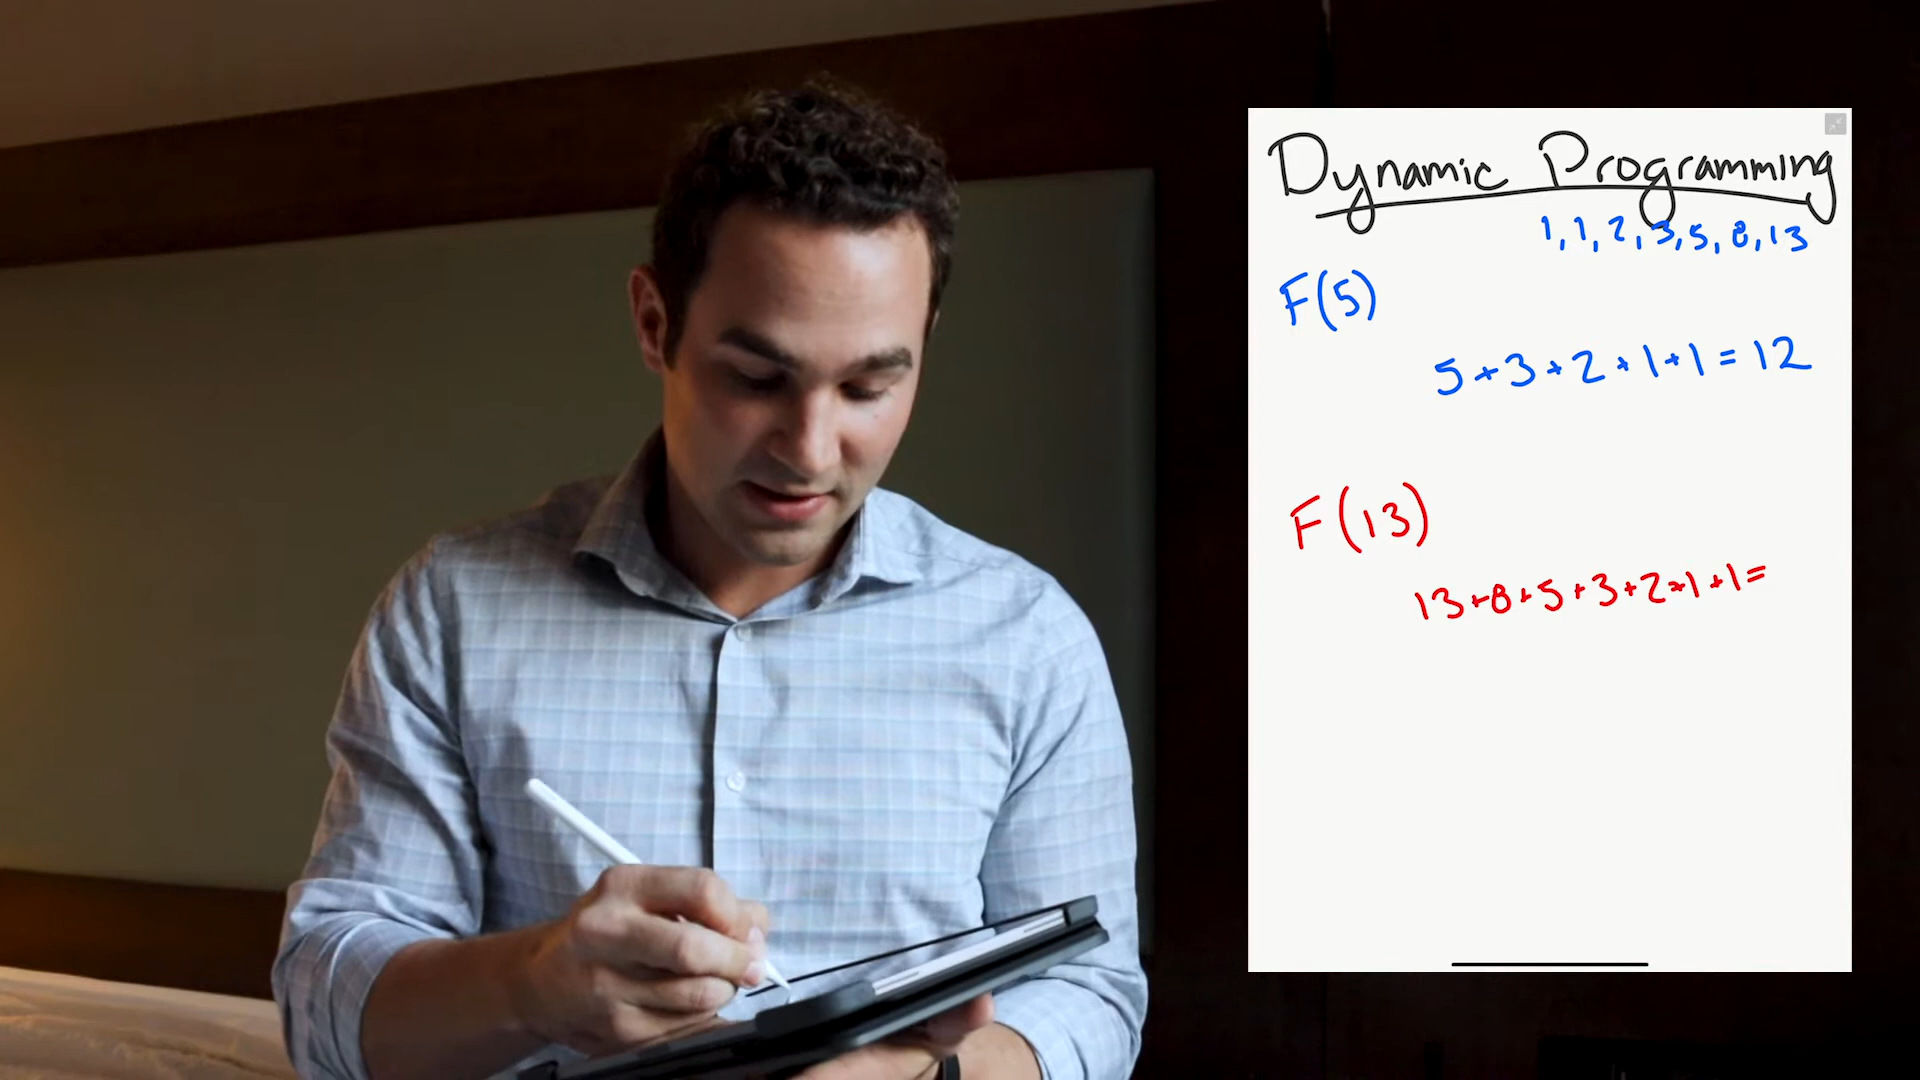 Dynamic Programming
1, 1, 2, 3, 5, 8, 13
F(5)
5+3+2+1+1=12
F(13)
13+8+5+3+2+1+1=